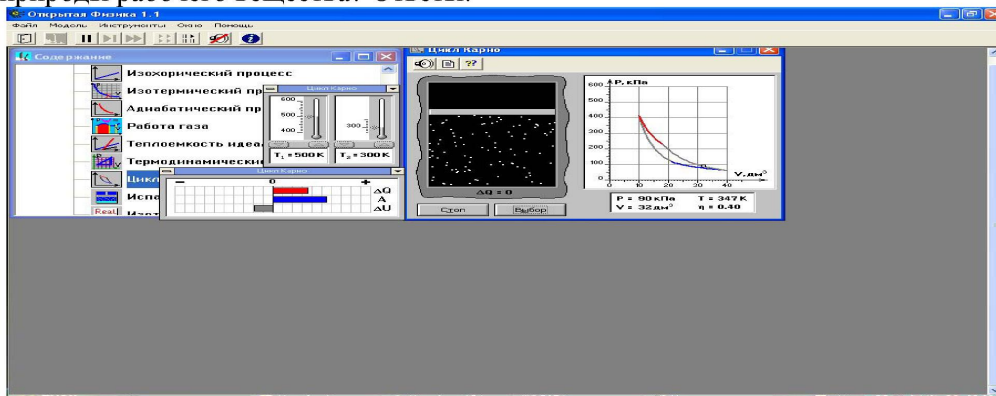 природы рабочего вещества? Ответ.
Открытая Физика 1.1
Файл Модель Инструменты Окно Помощь
Содержание
Изохорический процесс
Изотермический пр
Адиабатический пр
Работа газа
Теплоемкость идеа
Термодинамически
Цикл
Испа
Real
Изот
Цикл Карно
600
500
400
300
T₁ = 500 K
T₂ = 300 K
Цикл Карно
− 0 +
ΔQ
A
ΔU
Цикл Карно
??
ΔQ = 0
Стоп Выбор
P, кПа
600
500
400
300
200
100
0
0 10 20 30 40
V, дм³
P = 90 кПа T = 347 K
V = 32 дм³ η = 0.40